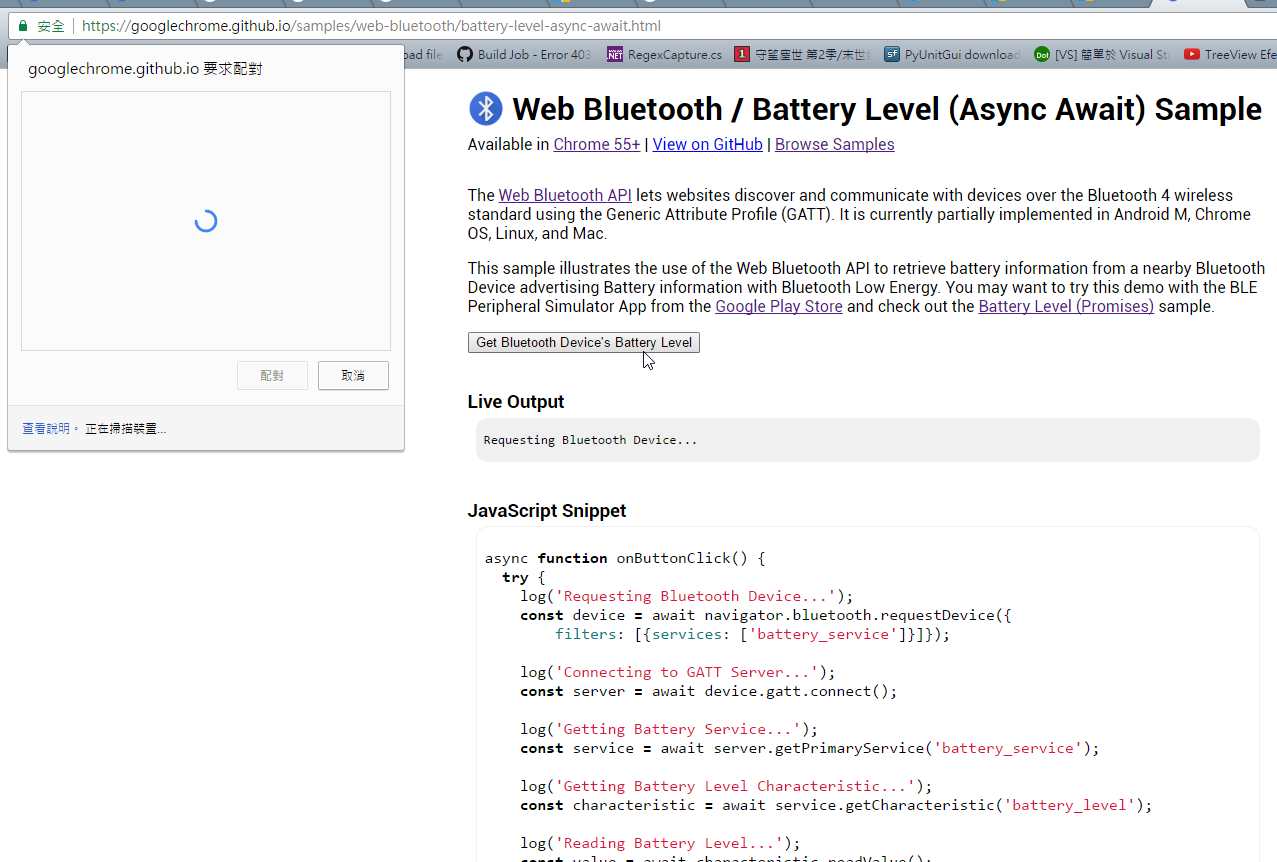 安全 | https://googlechrome.github.io/samples/web-bluetooth/battery-level-async-await.html
oad file Build Job - Error 403 RegexCapture.cs 守望塵世 第2季/末世 PyUnitGui download [VS] 簡單於 Visual St TreeView Efe
googlechrome.github.io 要求配對
配對 取消
查看說明。 正在掃描裝置...
Web Bluetooth / Battery Level (Async Await) Sample
Available in Chrome 55+ | View on GitHub | Browse Samples
The Web Bluetooth API lets websites discover and communicate with devices over the Bluetooth 4 wireless
standard using the Generic Attribute Profile (GATT). It is currently partially implemented in Android M, Chrome
OS, Linux, and Mac.
This sample illustrates the use of the Web Bluetooth API to retrieve battery information from a nearby Bluetooth
Device advertising Battery information with Bluetooth Low Energy. You may want to try this demo with the BLE
Peripheral Simulator App from the Google Play Store and check out the Battery Level (Promises) sample.
Get Bluetooth Device's Battery Level
Live Output
Requesting Bluetooth Device...
JavaScript Snippet
async function onButtonClick() {
try {
log('Requesting Bluetooth Device...');
const device = await navigator.bluetooth.requestDevice({
filters: [{services: ['battery_service']}]});
log('Connecting to GATT Server...');
const server = await device.gatt.connect();
log('Getting Battery Service...');
const service = await server.getPrimaryService('battery_service');
log('Getting Battery Level Characteristic...');
const characteristic = await service.getCharacteristic('battery_level');
log('Reading Battery Level...');
const value = await characteristic.readValue();